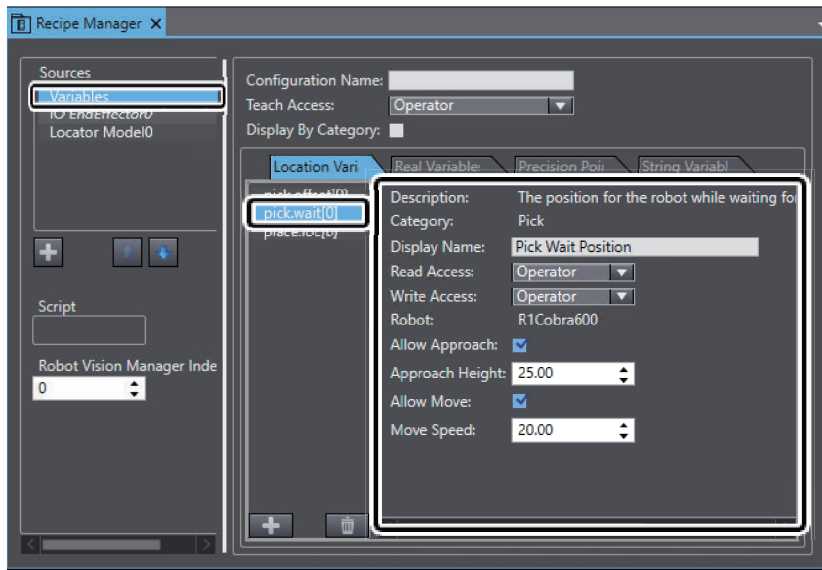 Recipe Manager
Sources
Variables
IO EndEffector0
Locator Model0
Script
Robot Vision Manager Inde
0
Configuration Name:
Teach Access: Operator
Display By Category:
Location Vari Real Variable Precision Poi String Variabl
pick.offset[0]
pick.wait[0]
place.loc[0]
Description: The position for the robot while waiting for
Category: Pick
Display Name: Pick Wait Position
Read Access: Operator
Write Access: Operator
Robot: R1Cobra600
Allow Approach:
Approach Height: 25.00
Allow Move:
Move Speed: 20.00